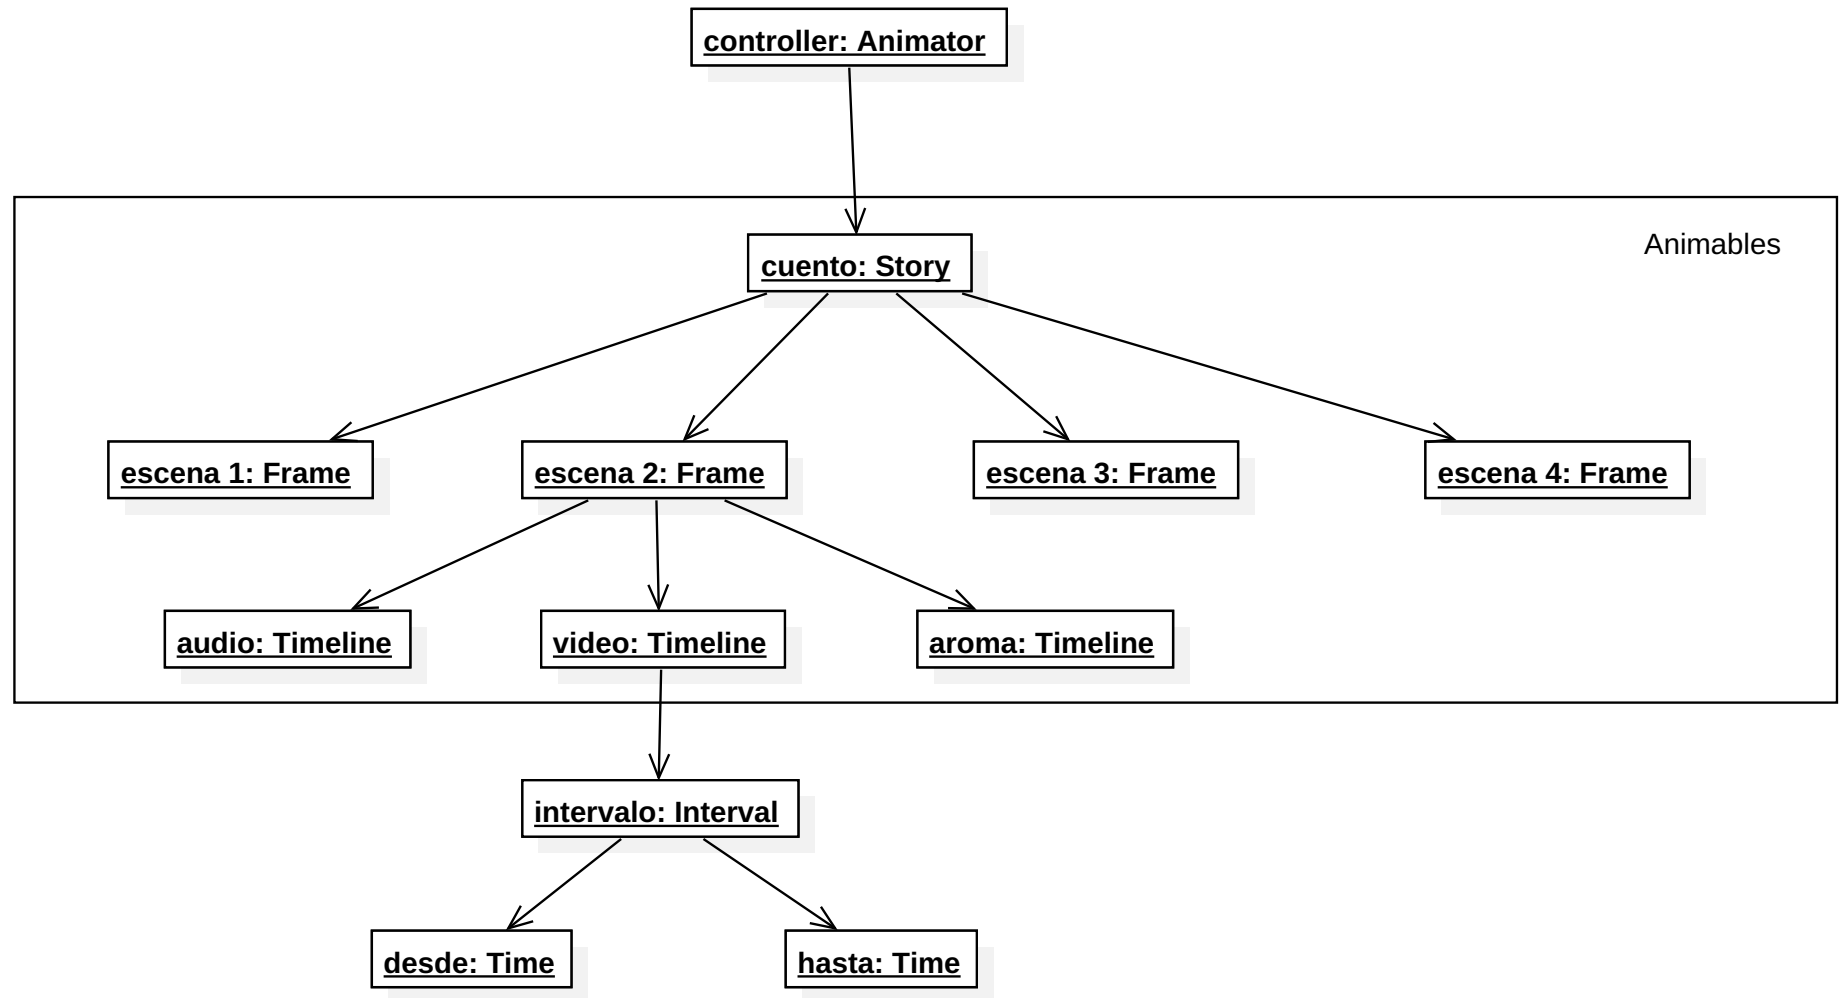 controller: Animator
Animables
cuento: Story
escena 1: Frame
escena 2: Frame
escena 3: Frame
escena 4: Frame
audio: Timeline
video: Timeline
aroma: Timeline
intervalo: Interval
desde: Time
hasta: Time